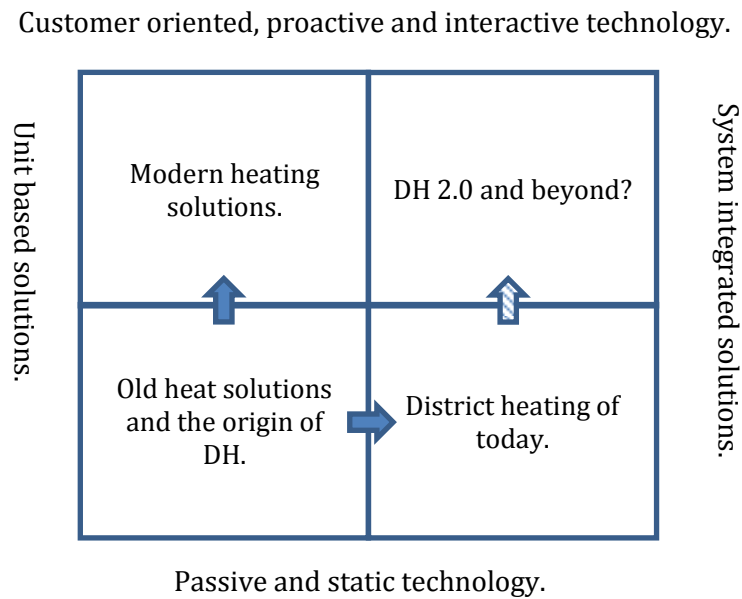 Customer oriented, proactive and interactive technology.
Unit based solutions.
Modern heating
solutions.
DH 2.0 and beyond?
System integrated solutions.
Old heat solutions
and the origin of
DH.
District heating of
today.
Passive and static technology.